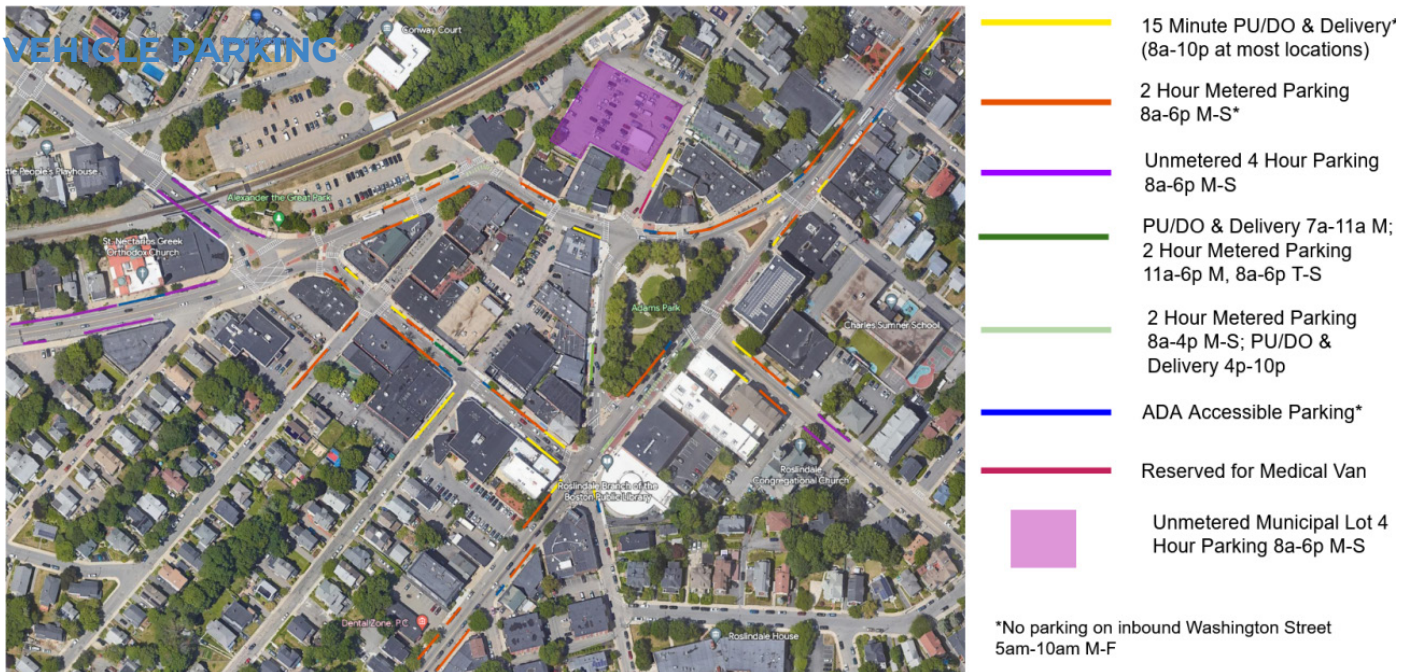 VEHICLE PARKING
Conway Court
tle People's Playhouse
Alexander the Great Park
St. Nectarios Greek
Orthodox Church
Adams Park
Charles Sumner School
Roslindale
Congregational Church
Roslindale Branch of the
Boston Public Library
Dental Zone, P.C
Roslindale House
15 Minute PU/DO & Delivery*
(8a-10p at most locations)
2 Hour Metered Parking
8a-6p M-S*
Unmetered 4 Hour Parking
8a-6p M-S
PU/DO & Delivery 7a-11a M;
2 Hour Metered Parking
11a-6p M, 8a-6p T-S
2 Hour Metered Parking
8a-4p M-S; PU/DO &
Delivery 4p-10p
ADA Accessible Parking*
Reserved for Medical Van
Unmetered Municipal Lot 4
Hour Parking 8a-6p M-S
*No parking on inbound Washington Street
5am-10am M-F